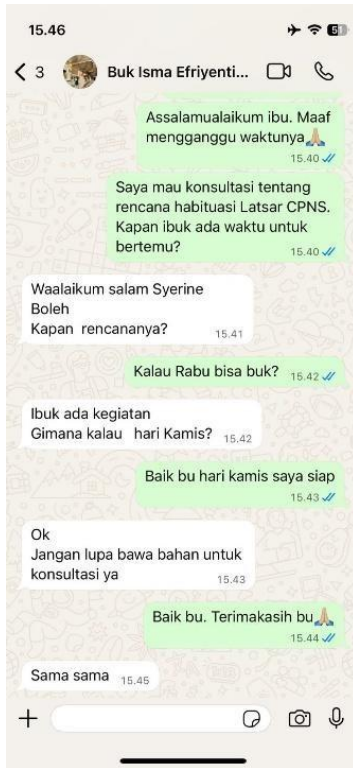 15.46
51
3 Buk Isma Efriyenti...
Assalamualaikum ibu. Maaf
mengganggu waktunya🙏🏼
15.40
Saya mau konsultasi tentang
rencana habituasi Latsar CPNS.
Kapan ibuk ada waktu untuk
bertemu?
15.40
Waalaikum salam Syerine
Boleh
Kapan rencananya?
15.41
Kalau Rabu bisa buk? 15.42
Ibuk ada kegiatan
Gimana kalau hari Kamis? 15.42
Baik bu hari kamis saya siap
15.43
Ok
Jangan lupa bawa bahan untuk
konsultasi ya
15.43
Baik bu. Terimakasih bu🙏🏼
15.44
Sama sama 15.45